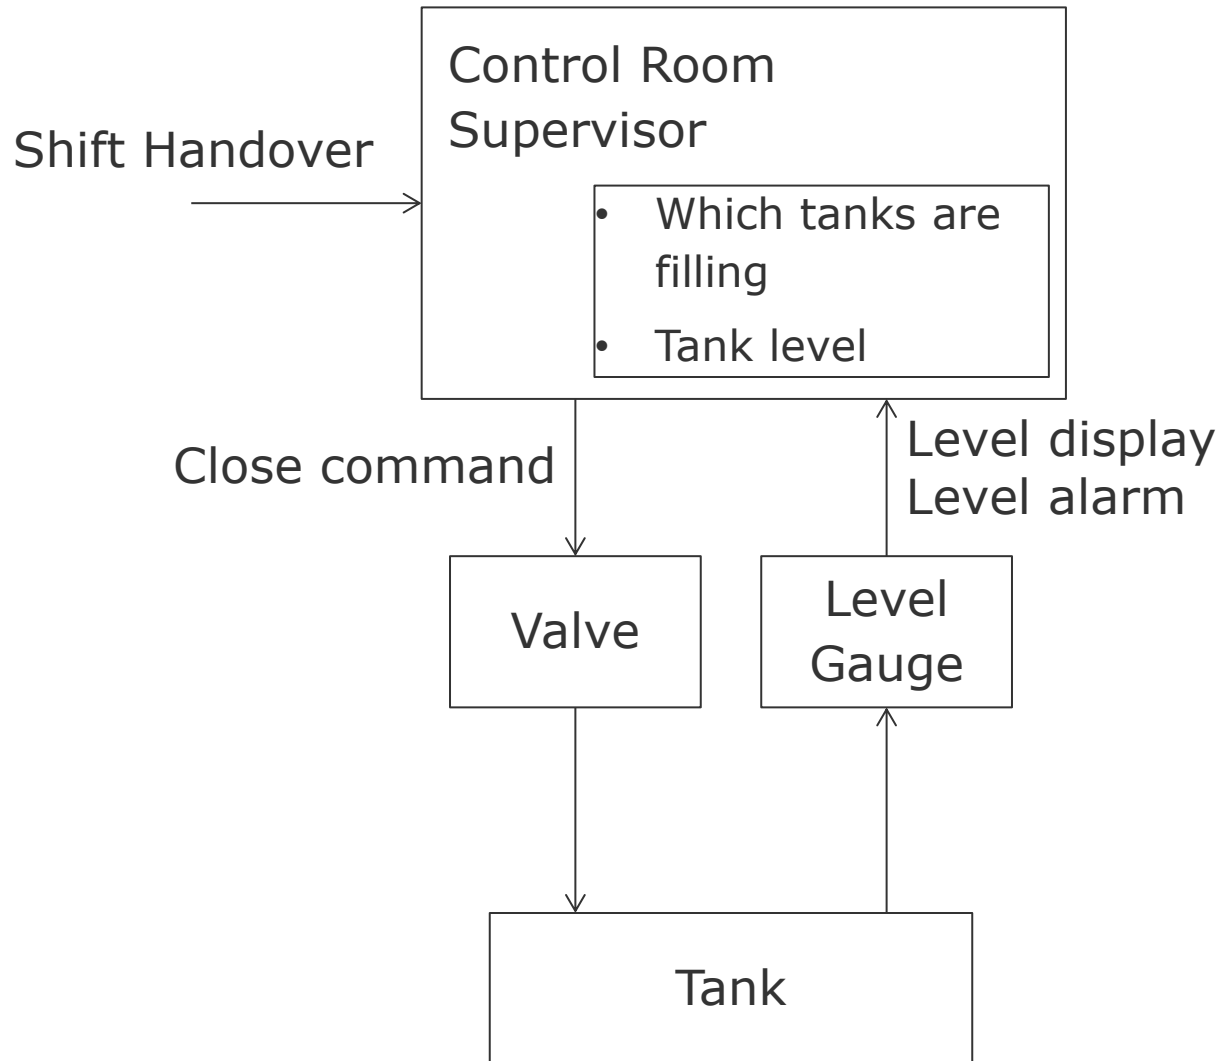 Control Room
Supervisor
Shift Handover
• Which tanks are
filling
• Tank level
Close command
Level display
Level alarm
Valve
Level
Gauge
Tank